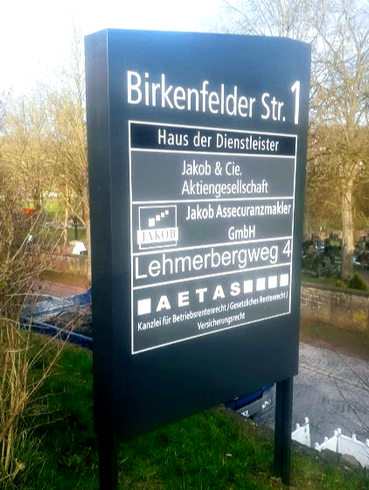 Birkenfelder Str. 1
Haus der Dienstleister
Jakob & Cie.
Aktiengesellschaft
JAKOB
Jakob Assecuranzmakler
GmbH
Lehmerbergweg 4
AETAS
Kanzlei für Betriebsrentenrecht / Gesetzliches Rentenrecht /
Versicherungsrecht